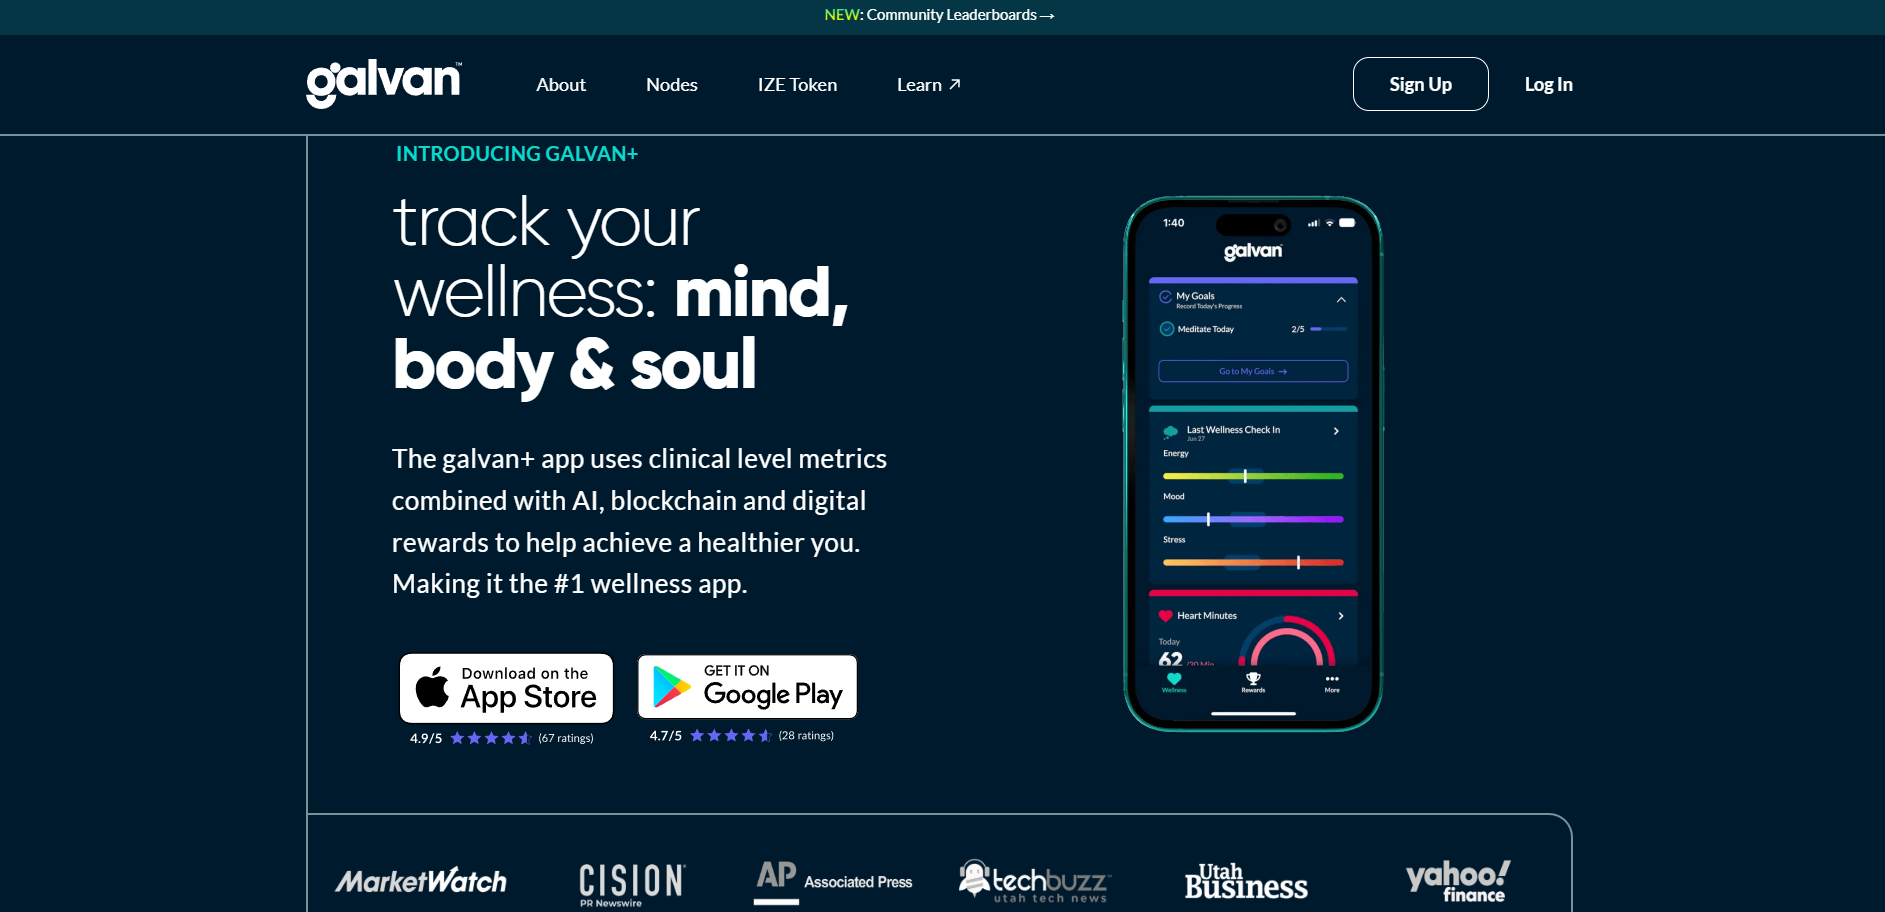 NEW: Community Leaderboards →
galvan™
About
Nodes
IZE Token
Learn ↗
Sign Up
Log In
INTRODUCING GALVAN+
track your
wellness: mind,
body & soul
The galvan+ app uses clinical level metrics
combined with AI, blockchain and digital
rewards to help achieve a healthier you.
Making it the #1 wellness app.
Download on the
App Store
4.9/5 (67 ratings)
GET IT ON
Google Play
4.7/5 (28 ratings)
1:40
galvan
My Goals
Record Today's Progress
Meditate Today 2/5
Go to My Goals →
Last Wellness Check In
Jun 27
Energy
Mood
Stress
Heart Minutes
Today
62 /30 Min
Wellness
Rewards
More
MarketWatch
CISION
PR Newswire
AP Associated Press
techbuzz™
utah tech news
Utah
Business
yahoo!
finance